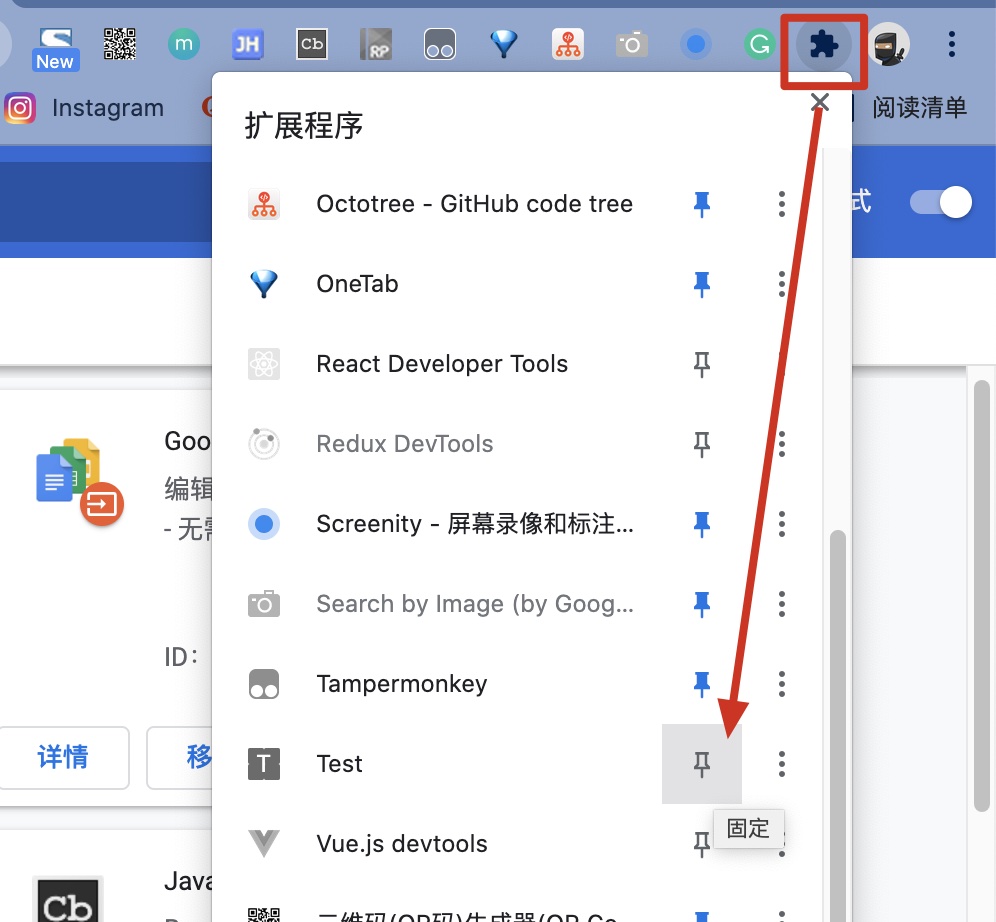 New
m
JH
Cb
RP
G
Instagram
阅读清单
扩展程序
式
Octotree - GitHub code tree
OneTab
React Developer Tools
Goo
Redux DevTools
编辑
Screenity - 屏幕录像和标注...
- 无需
Search by Image (by Goog...
ID:
Tampermonkey
详情
移
T
Test
固定
Vue.js devtools
Java
Cb
二维码(QR码)生成器(QR Co